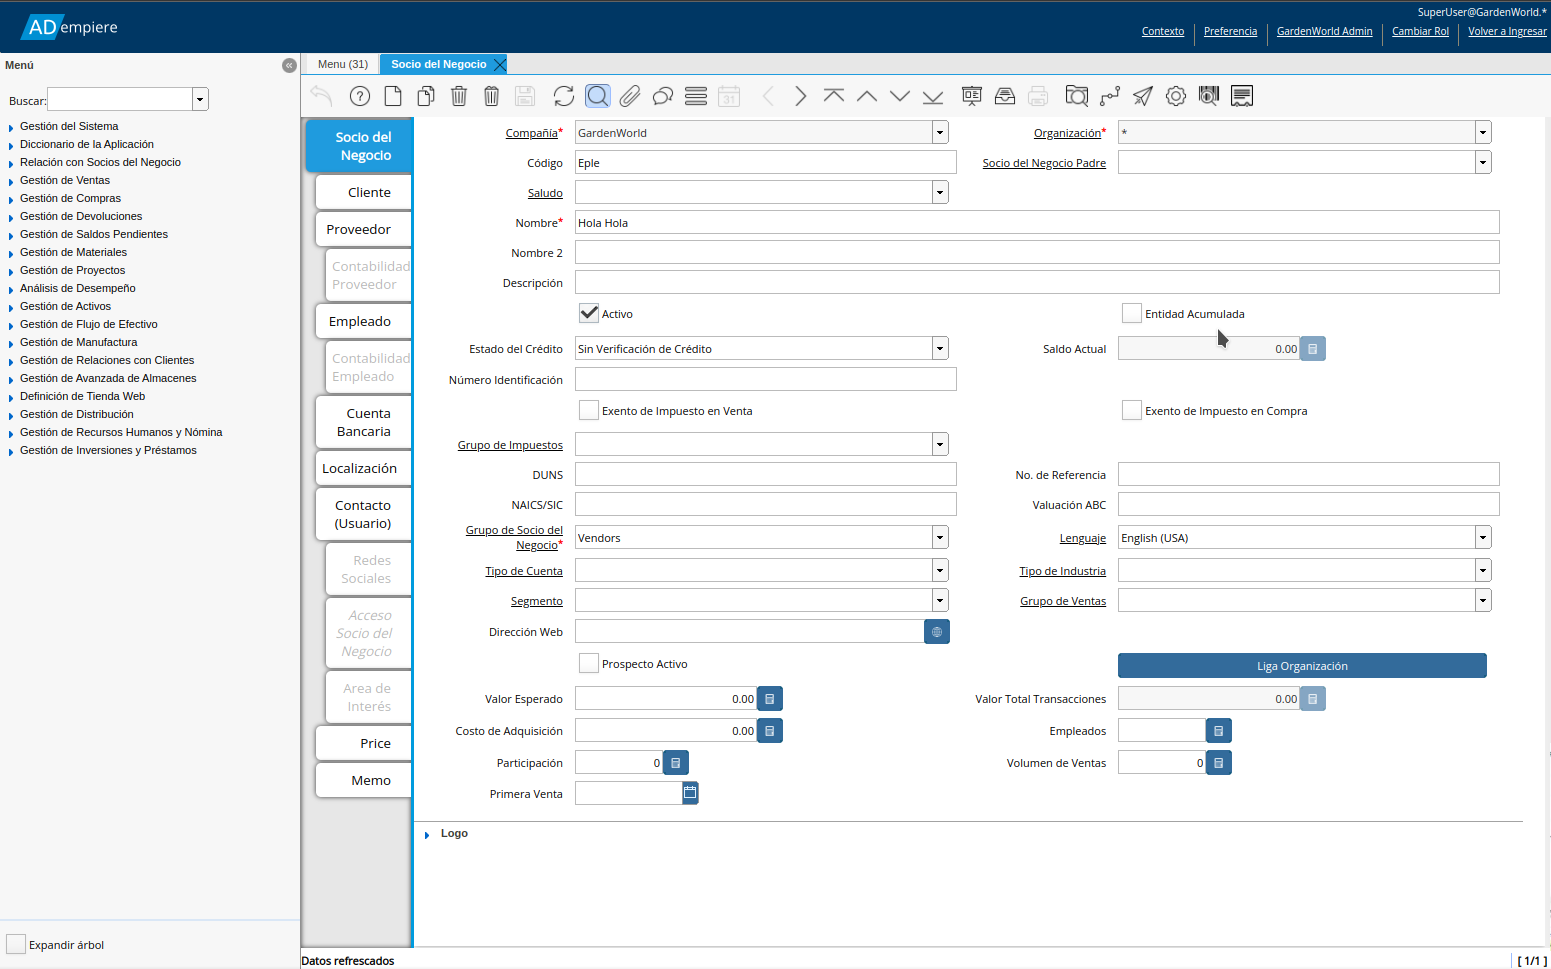 ADempiere
SuperUser@GardenWorld.*
Contexto
Preferencia
GardenWorld Admin
Cambiar Rol
Volver a Ingresar
Menú
Buscar:
Gestión del Sistema
Diccionario de la Aplicación
Relación con Socios del Negocio
Gestión de Ventas
Gestión de Compras
Gestión de Devoluciones
Gestión de Saldos Pendientes
Gestión de Materiales
Gestión de Proyectos
Análisis de Desempeño
Gestión de Activos
Gestión de Flujo de Efectivo
Gestión de Manufactura
Gestión de Relaciones con Clientes
Gestión de Avanzada de Almacenes
Definición de Tienda Web
Gestión de Distribución
Gestión de Recursos Humanos y Nómina
Gestión de Inversiones y Préstamos
Expandir árbol
Menu (31)
Socio del Negocio
31
Socio del
Negocio
Cliente
Proveedor
Contabilidad
Proveedor
Empleado
Contabilidad
Empleado
Cuenta
Bancaria
Localización
Contacto
(Usuario)
Redes
Sociales
Acceso
Socio del
Negocio
Area de
Interés
Price
Memo
Compañía* GardenWorld
Organización* *
Código Eple
Socio del Negocio Padre
Saludo
Nombre* Hola Hola
Nombre 2
Descripción
Activo
Entidad Acumulada
Estado del Crédito Sin Verificación de Crédito
Saldo Actual 0.00
Número Identificación
Exento de Impuesto en Venta
Exento de Impuesto en Compra
Grupo de Impuestos
DUNS
No. de Referencia
NAICS/SIC
Valuación ABC
Grupo de Socio del
Negocio* Vendors
Lenguaje English (USA)
Tipo de Cuenta
Tipo de Industria
Segmento
Grupo de Ventas
Dirección Web
Prospecto Activo
Liga Organización
Valor Esperado 0.00
Valor Total Transacciones 0.00
Costo de Adquisición 0.00
Empleados
Participación 0
Volumen de Ventas 0
Primera Venta
Logo
Datos refrescados
[ 1/1 ]